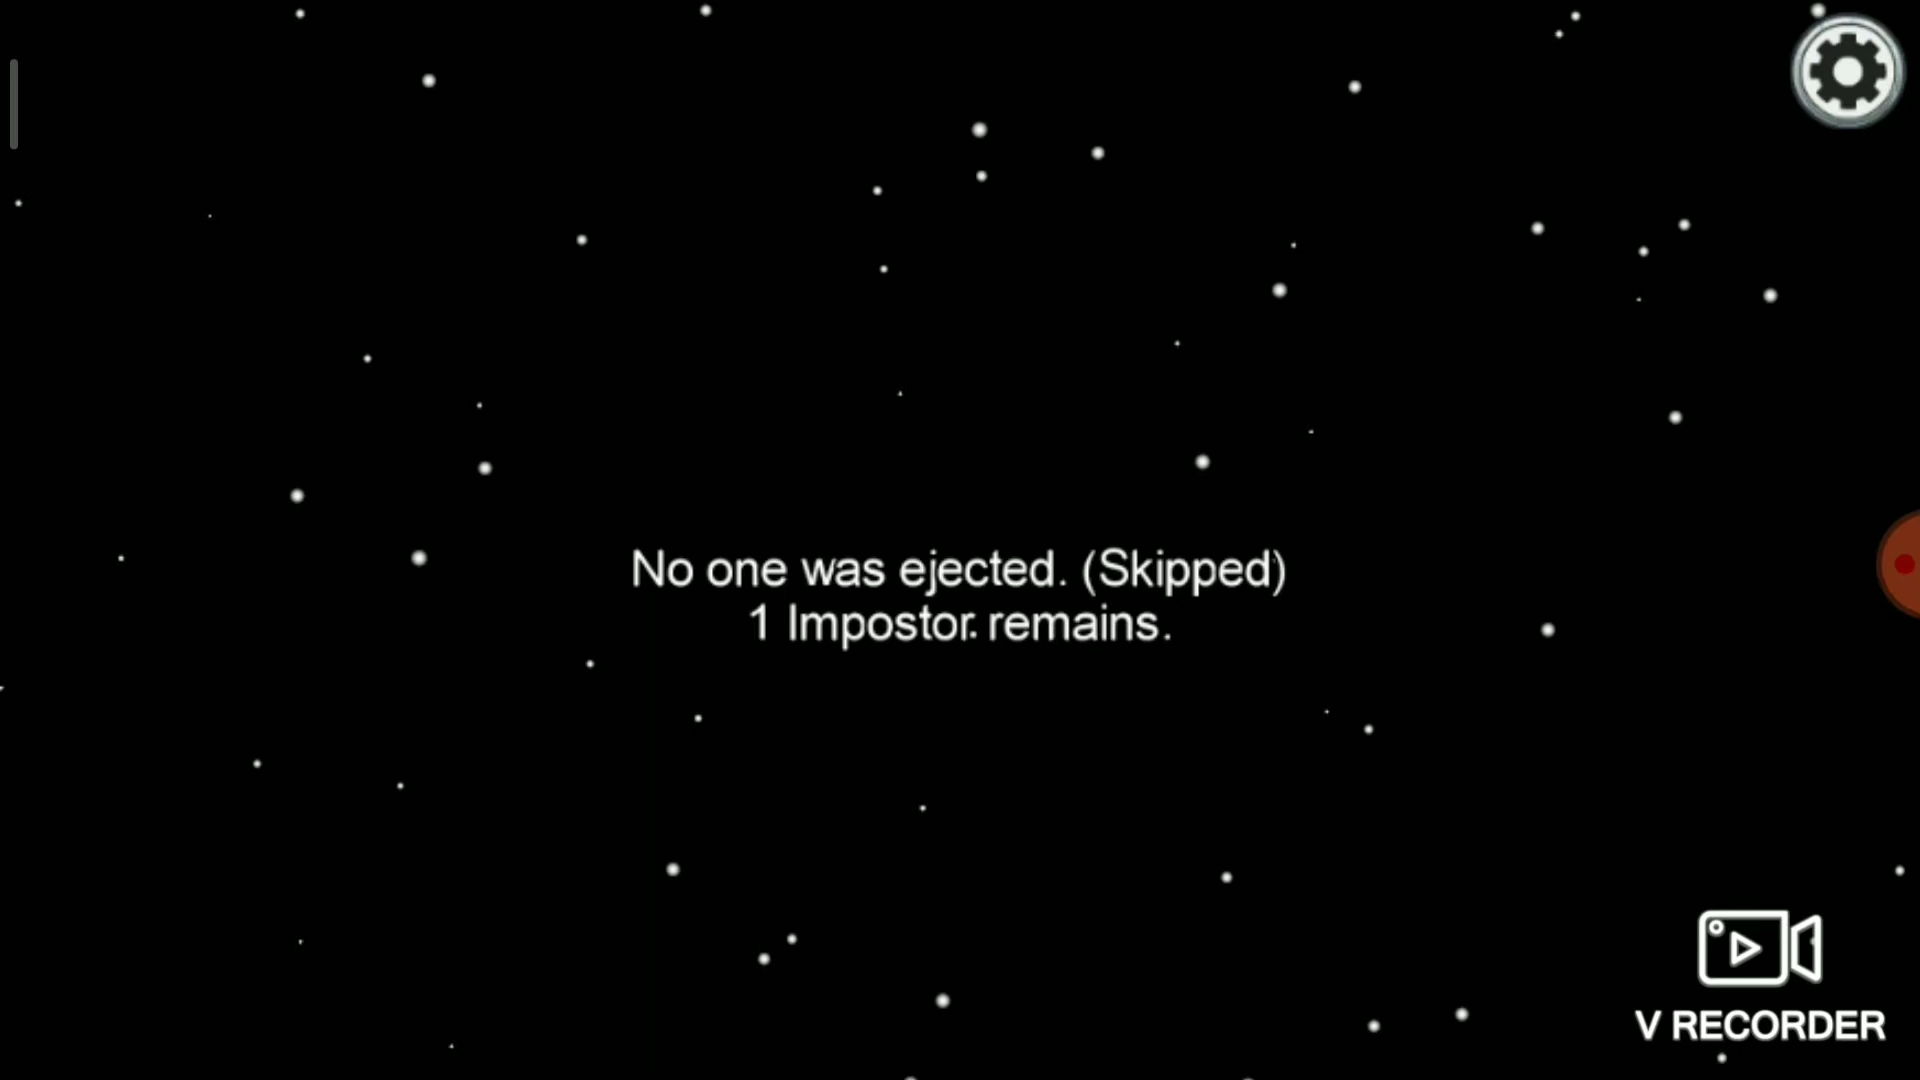 No one was ejected. (Skipped)
1 Impostor remains.
V RECORDER